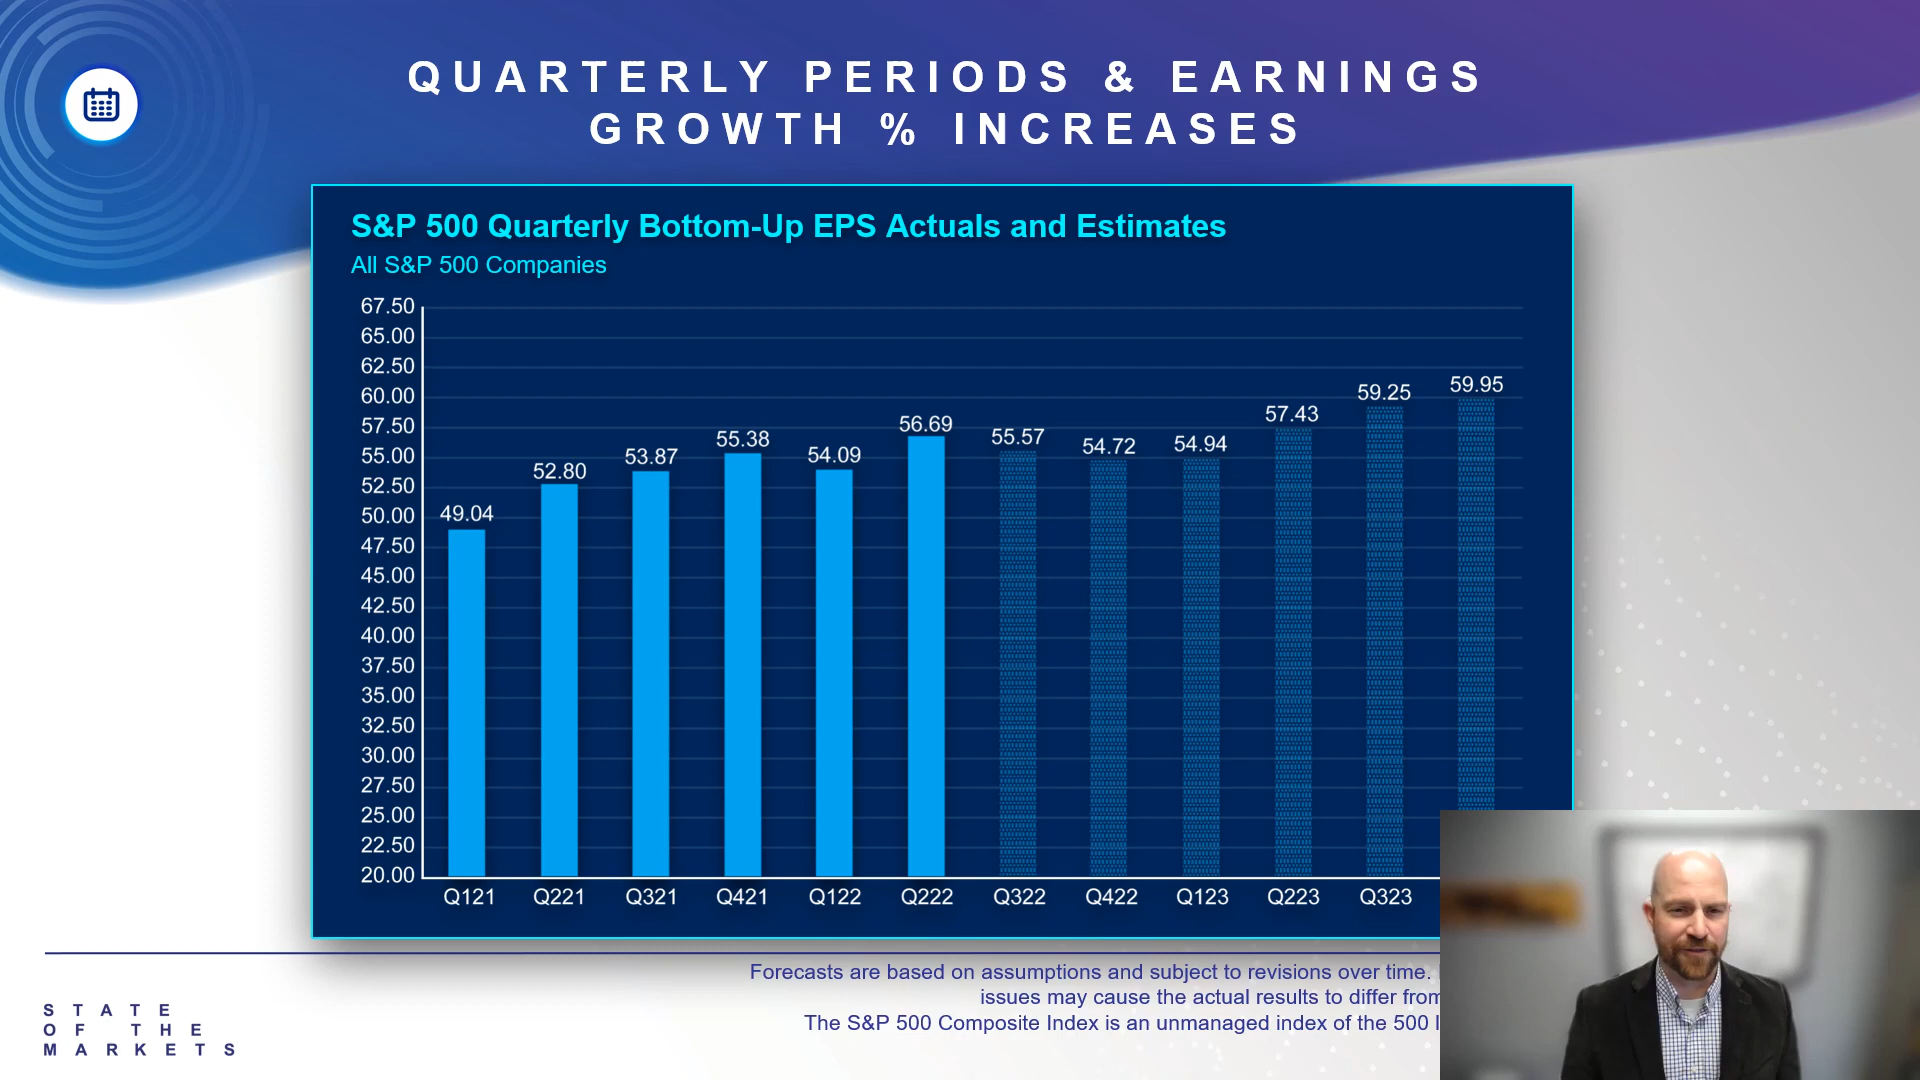 QUARTERLY PERIODS & EARNINGS
GROWTH % INCREASES
S&P 500 Quarterly Bottom-Up EPS Actuals and Estimates
All S&P 500 Companies
67.50
65.00
62.50
60.00
57.50
55.00
52.50
50.00
47.50
45.00
42.50
40.00
37.50
35.00
32.50
30.00
27.50
25.00
22.50
20.00
49.04
52.80
53.87
55.38
54.09
56.69
55.57
54.72
54.94
57.43
59.25
59.95
Q121 Q221 Q321 Q421 Q122 Q222 Q322 Q422 Q123 Q223 Q323
Forecasts are based on assumptions and subject to revisions over time.
issues may cause the actual results to differ from
The S&P 500 Composite Index is an unmanaged index of the 500
STATE
OF THE
MARKETS